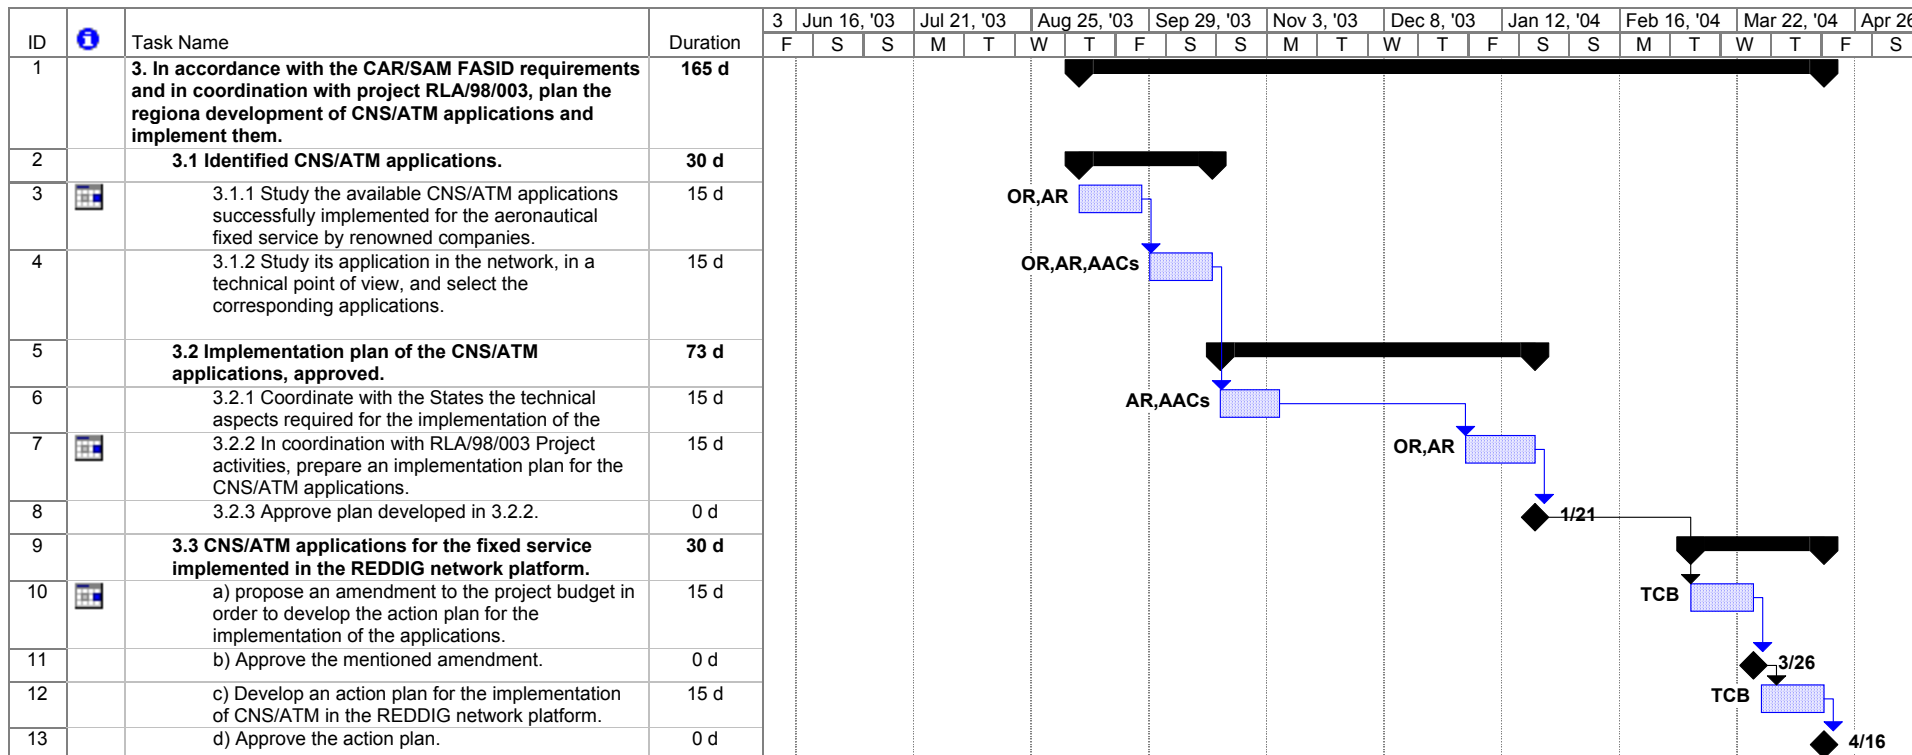 3 Jun 16, '03 Jul 21, '03 Aug 25, '03 Sep 29, '03 Nov 3, '03 Dec 8, '03 Jan 12, '04 Feb 16, '04 Mar 22, '04 Apr 26
ID Task Name Duration F S S M T W T F S S M T W T F S S M T W T F S
1 3. In accordance with the CAR/SAM FASID requirements 165 d
and in coordination with project RLA/98/003, plan the
regiona development of CNS/ATM applications and
implement them.
2 3.1 Identified CNS/ATM applications. 30 d
3 3.1.1 Study the available CNS/ATM applications 15 d OR,AR
successfully implemented for the aeronautical
fixed service by renowned companies.
4 3.1.2 Study its application in the network, in a 15 d OR,AR,AACs
technical point of view, and select the
corresponding applications.
5 3.2 Implementation plan of the CNS/ATM 73 d
applications, approved.
6 3.2.1 Coordinate with the States the technical 15 d AR,AACs
aspects required for the implementation of the
7 3.2.2 In coordination with RLA/98/003 Project 15 d OR,AR
activities, prepare an implementation plan for the
CNS/ATM applications.
8 3.2.3 Approve plan developed in 3.2.2. 0 d 1/21
9 3.3 CNS/ATM applications for the fixed service 30 d
implemented in the REDDIG network platform.
10 a) propose an amendment to the project budget in 15 d TCB
order to develop the action plan for the
implementation of the applications.
11 b) Approve the mentioned amendment. 0 d 3/26
12 c) Develop an action plan for the implementation 15 d TCB
of CNS/ATM in the REDDIG network platform.
13 d) Approve the action plan. 0 d 4/16